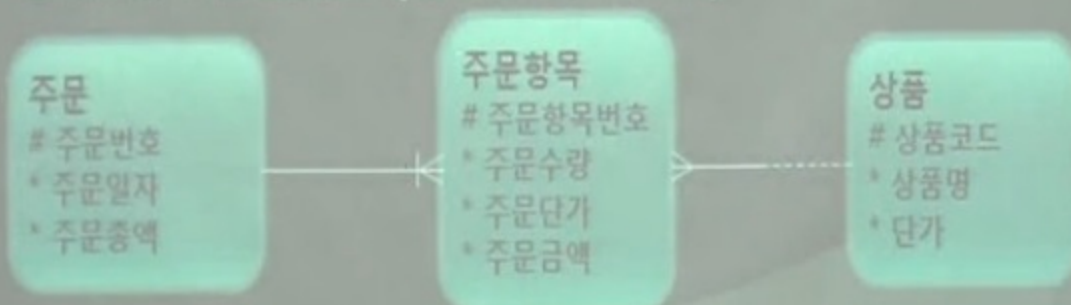 주문
# 주문번호
* 주문일자
* 주문총액
주문항목
# 주문항목번호
* 주문수량
* 주문단가
* 주문금액
상품
# 상품코드
* 상품명
* 단가